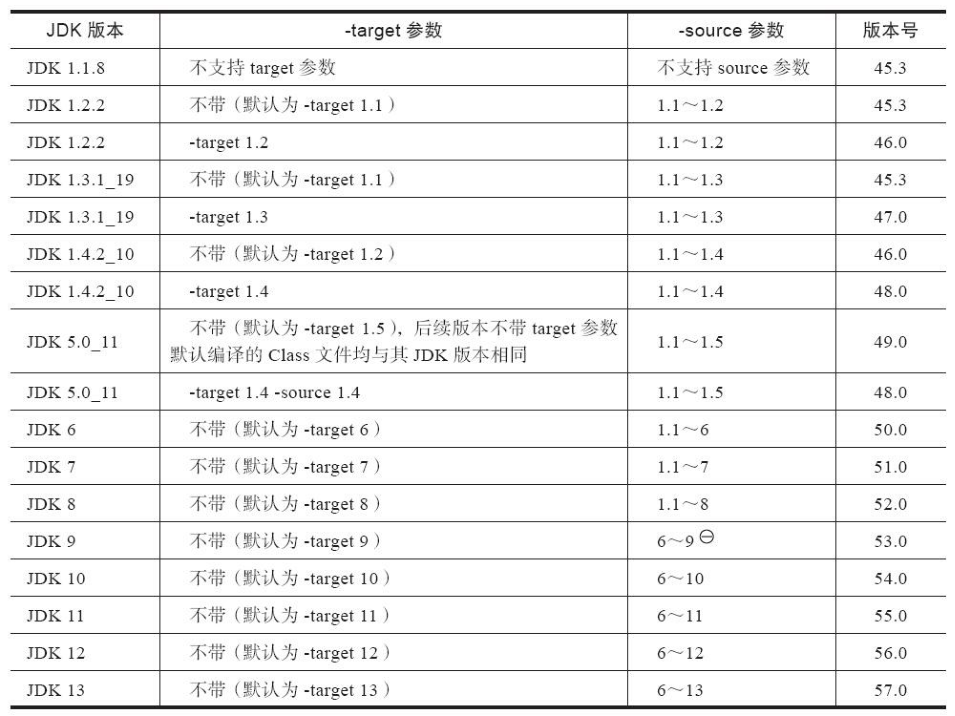 JDK 版本 -target 参数 -source 参数 版本号
JDK 1.1.8 不支持 target 参数 不支持 source 参数 45.3
JDK 1.2.2 不带（默认为 -target 1.1） 1.1～1.2 45.3
JDK 1.2.2 -target 1.2 1.1～1.2 46.0
JDK 1.3.1_19 不带（默认为 -target 1.1） 1.1～1.3 45.3
JDK 1.3.1_19 -target 1.3 1.1～1.3 47.0
JDK 1.4.2_10 不带（默认为 -target 1.2） 1.1～1.4 46.0
JDK 1.4.2_10 -target 1.4 1.1～1.4 48.0
JDK 5.0_11 不带（默认为 -target 1.5），后续版本不带 target 参数
默认编译的 Class 文件均与其 JDK 版本相同 1.1～1.5 49.0
JDK 5.0_11 -target 1.4 -source 1.4 1.1～1.5 48.0
JDK 6 不带（默认为 -target 6） 1.1～6 50.0
JDK 7 不带（默认为 -target 7） 1.1～7 51.0
JDK 8 不带（默认为 -target 8） 1.1～8 52.0
JDK 9 不带（默认为 -target 9） 6～9 ⊖ 53.0
JDK 10 不带（默认为 -target 10） 6～10 54.0
JDK 11 不带（默认为 -target 11） 6～11 55.0
JDK 12 不带（默认为 -target 12） 6～12 56.0
JDK 13 不带（默认为 -target 13） 6～13 57.0